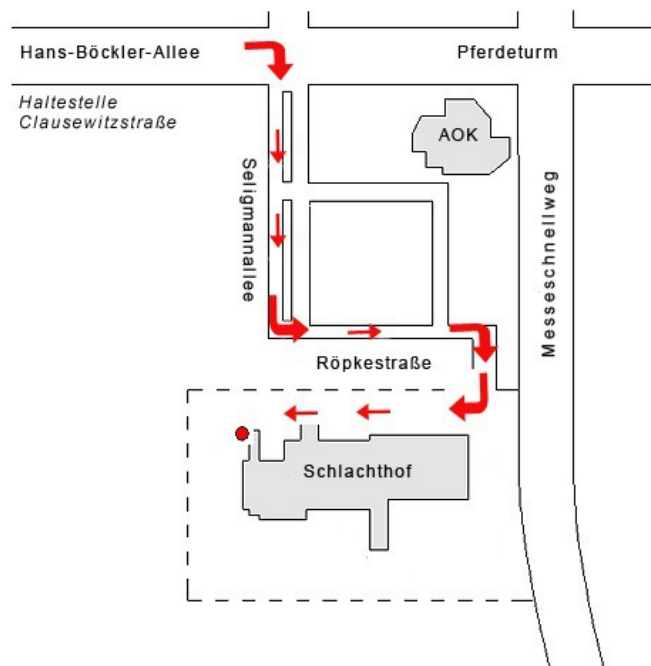 Hans-Böckler-Allee
Pferdeturm
Haltestelle
Clausewitzstraße
AOK
Seligmannallee
Messeschnellweg
Röpkestraße
Schlachthof